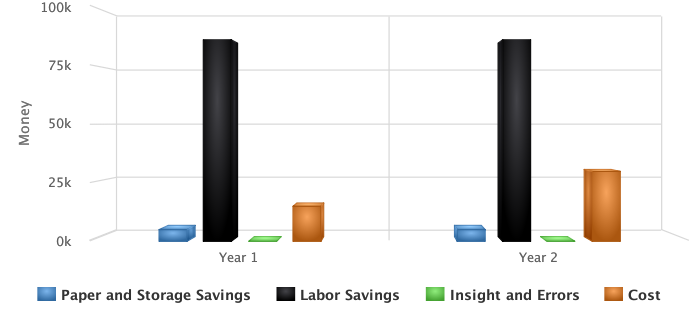 100k
75k
50k
25k
0k
Money
Year 1
Year 2
Paper and Storage Savings
Labor Savings
Insight and Errors
Cost